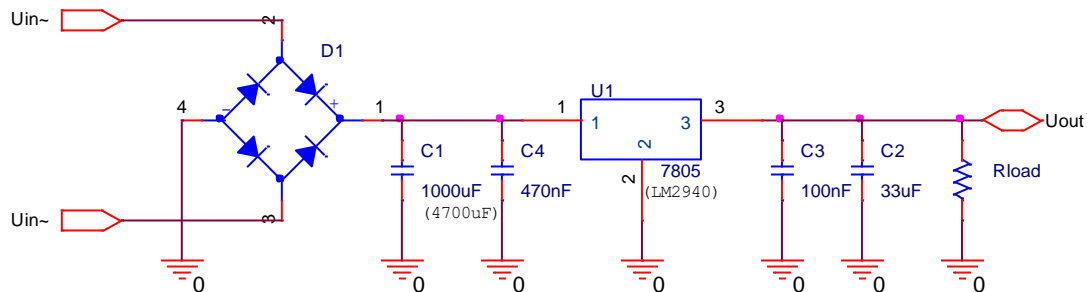 Uin~
2
D1
4
-
+
1
U1
1
1
3
3
2
2
7805
(LM2940)
C1
1000uF
(4700uF)
C4
470nF
C3
100nF
C2
33uF
Rload
Uout
Uin~
3
0
0
0
0
0
0
0